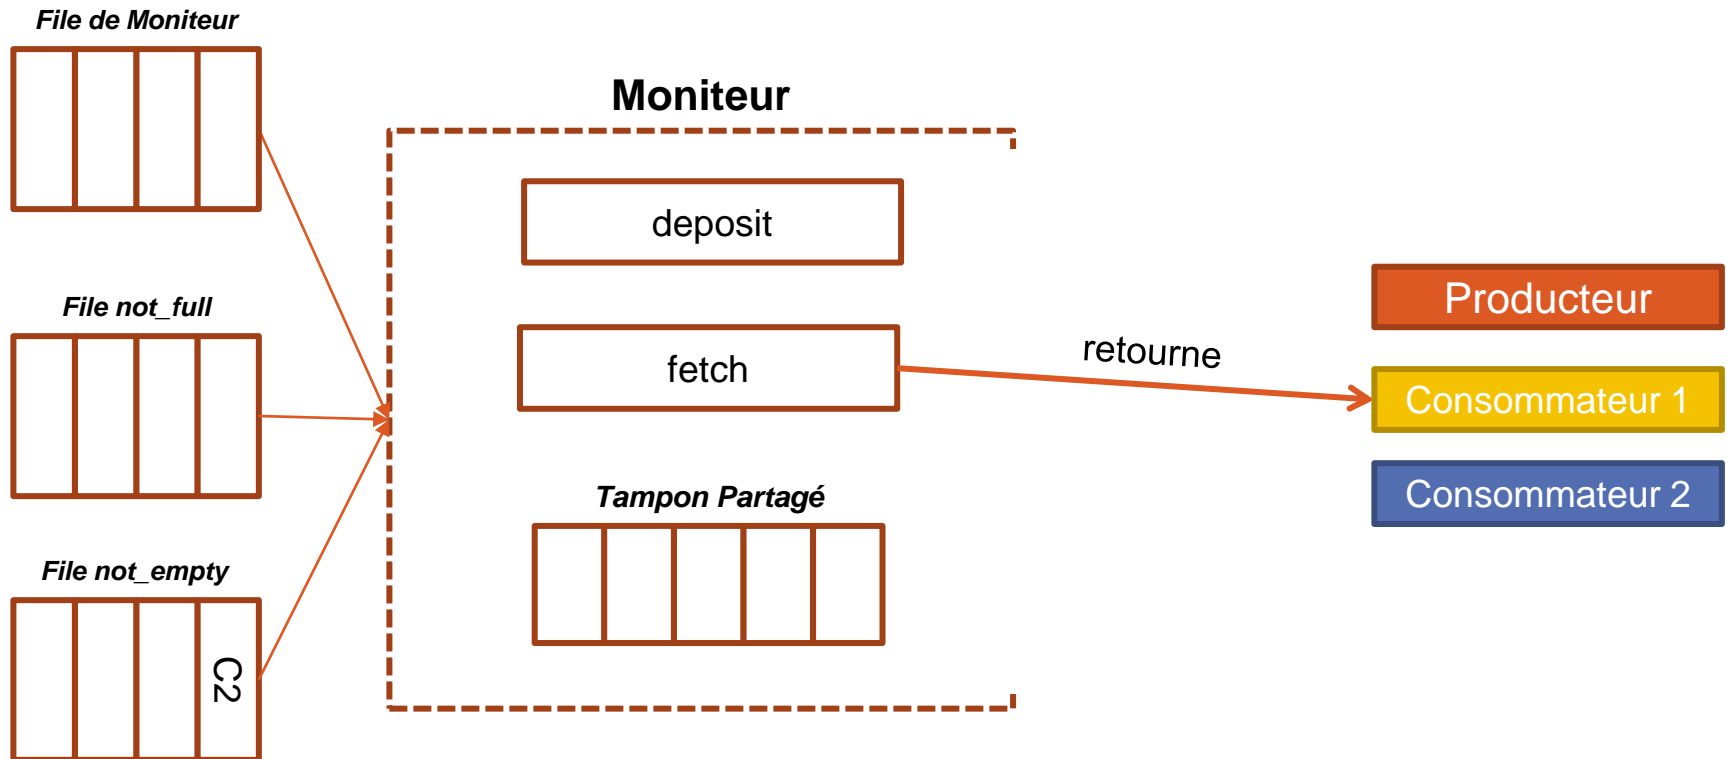 File de Moniteur
Moniteur
deposit
File not_full
Producteur
fetch
retourne
Consommateur 1
Tampon Partagé
Consommateur 2
File not_empty
C2